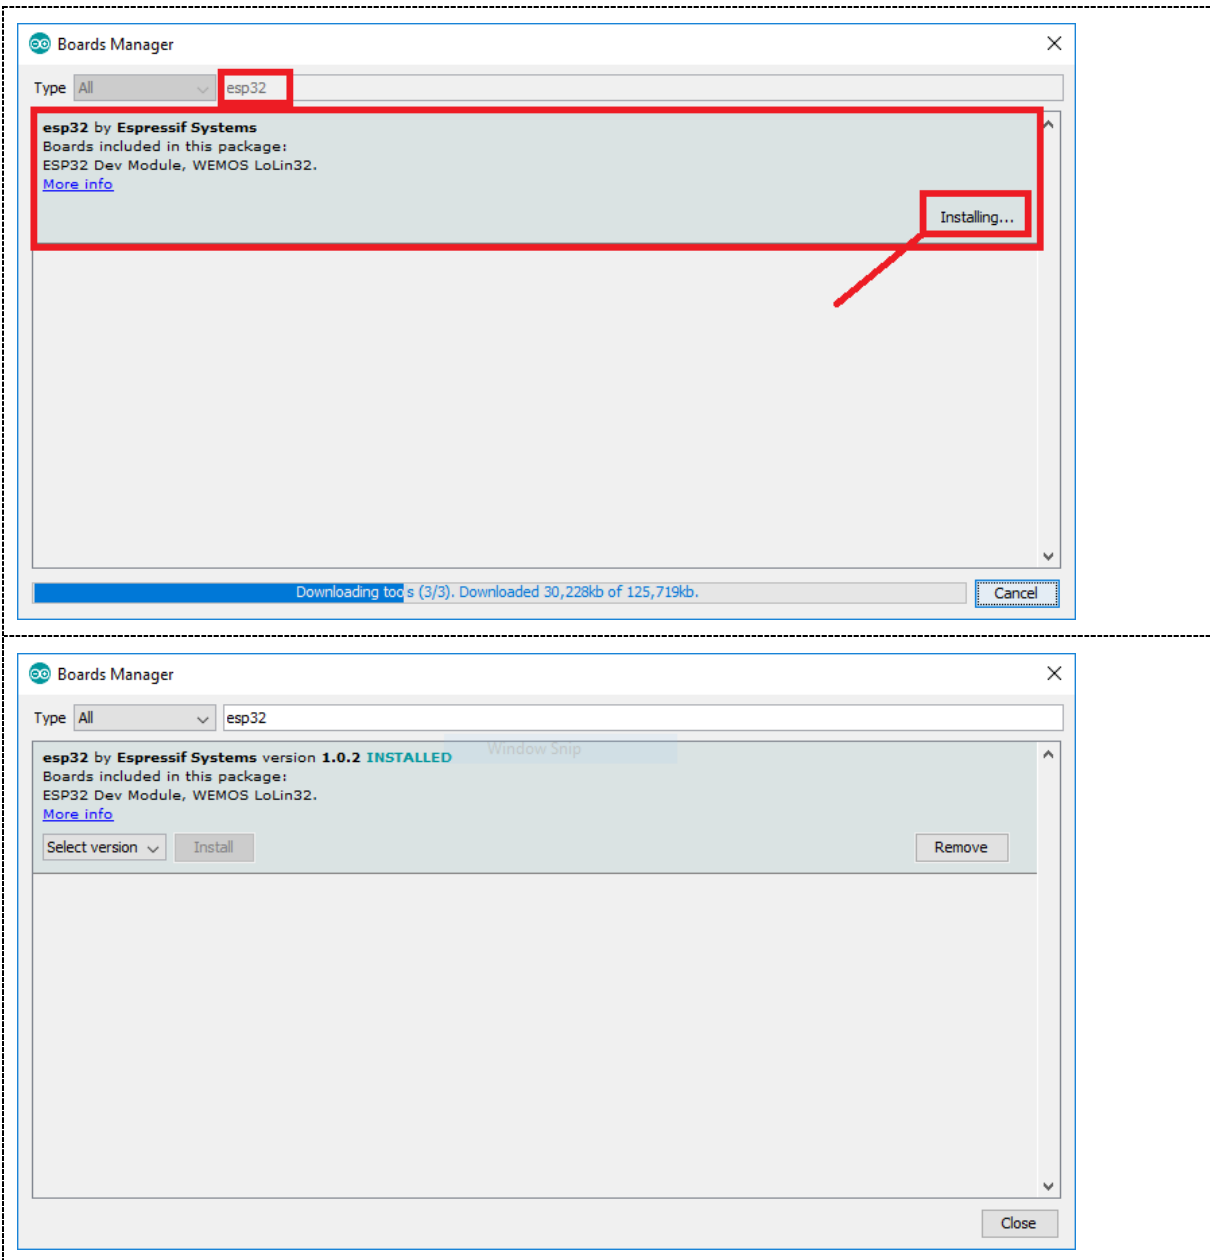 Boards Manager
Type All esp32
esp32 by Espressif Systems
Boards included in this package:
ESP32 Dev Module, WEMOS LoLin32.
More info
Installing...
Downloading tools (3/3). Downloaded 30,228kb of 125,719kb.
Cancel
Boards Manager
Type All esp32
Window Snip
esp32 by Espressif Systems version 1.0.2 INSTALLED
Boards included in this package:
ESP32 Dev Module, WEMOS LoLin32.
More info
Select version Install Remove
Close